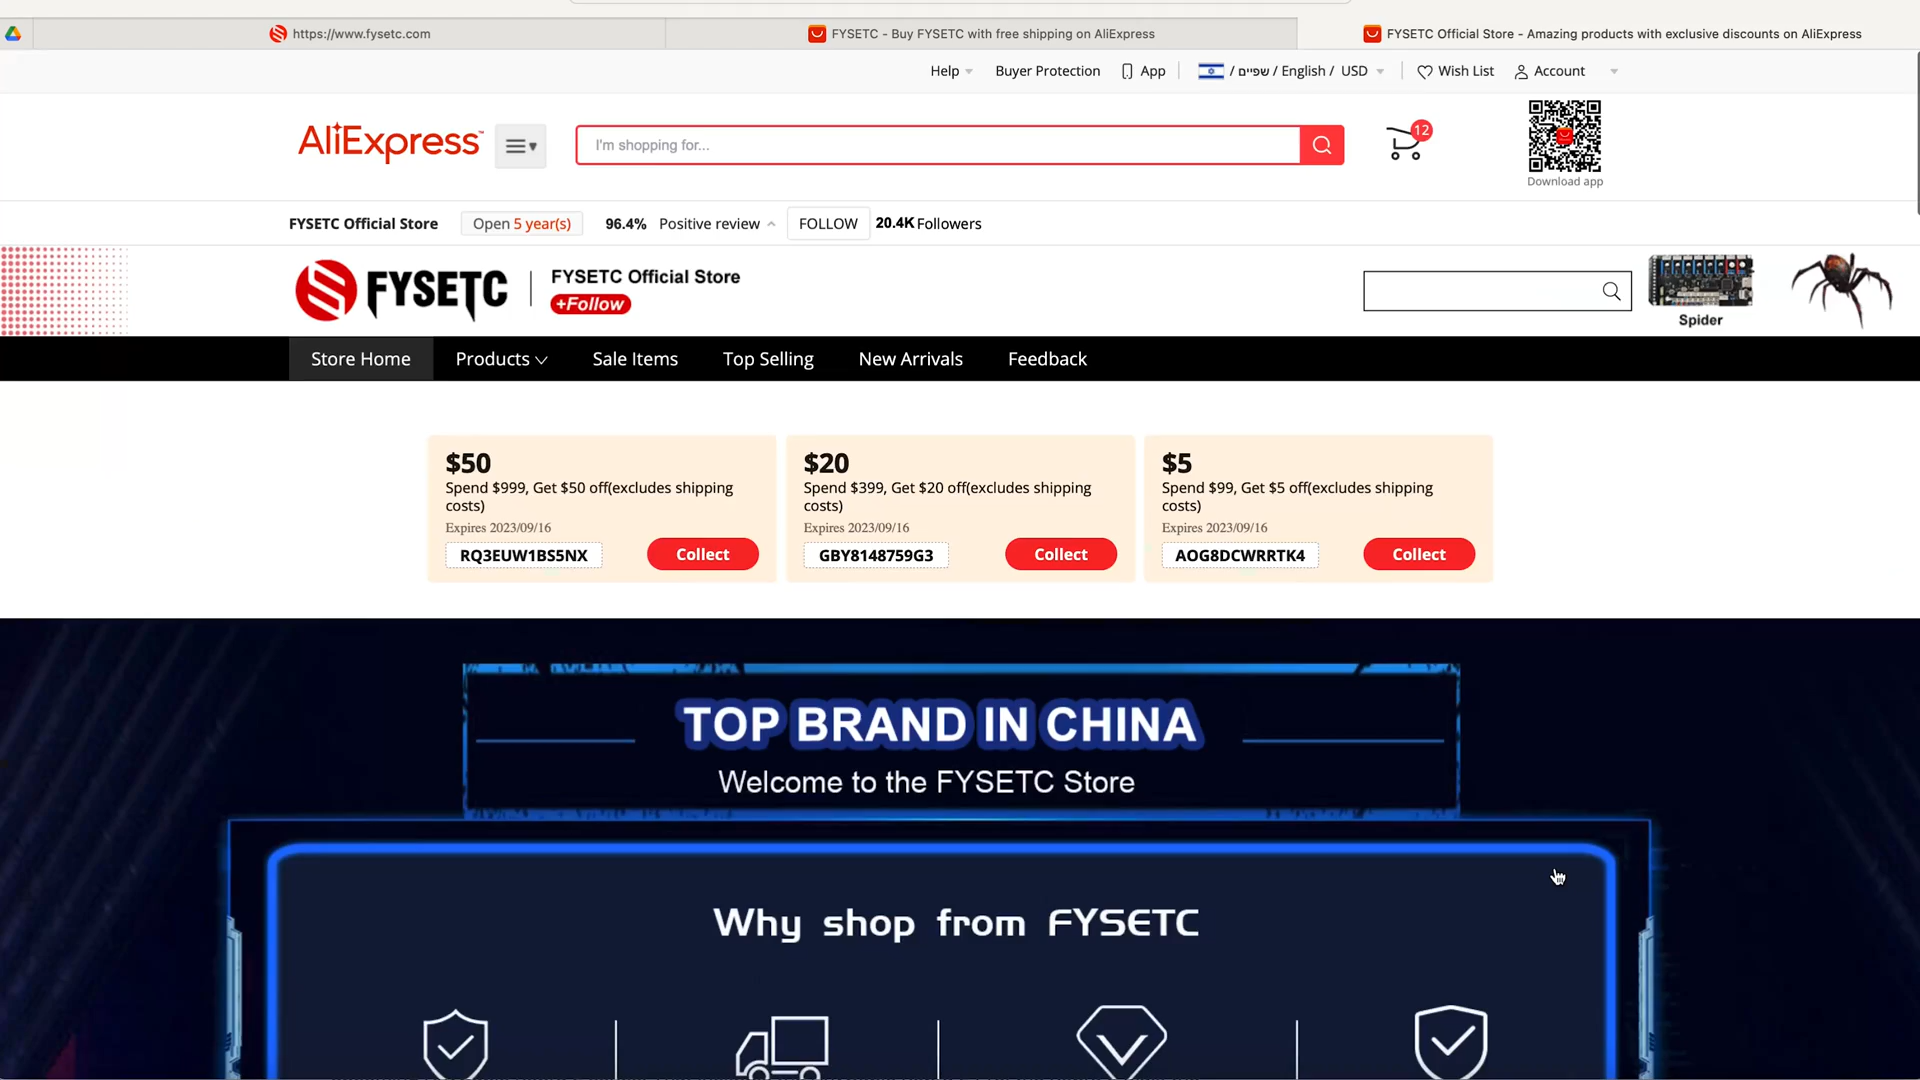 https://www.fysetc.com
FYSETC - Buy FYSETC with free shipping on AliExpress
FYSETC Official Store - Amazing products with exclusive discounts on AliExpress
Help
Buyer Protection
App
/ שפיים / English / USD
Wish List
Account
AliExpress
I'm shopping for...
12
Download app
FYSETC Official Store
Open 5 year(s)
96.4% Positive review
FOLLOW
20.4K Followers
FYSETC
FYSETC Official Store
+Follow
Spider
Store Home
Products
Sale Items
Top Selling
New Arrivals
Feedback
$50
Spend $999, Get $50 off(excludes shipping
costs)
Expires 2023/09/16
RQ3EUW1BS5NX
Collect
$20
Spend $399, Get $20 off(excludes shipping
costs)
Expires 2023/09/16
GBY8148759G3
Collect
$5
Spend $99, Get $5 off(excludes shipping
costs)
Expires 2023/09/16
AOG8DCWRRTK4
Collect
TOP BRAND IN CHINA
Welcome to the FYSETC Store
Why shop from FYSETC